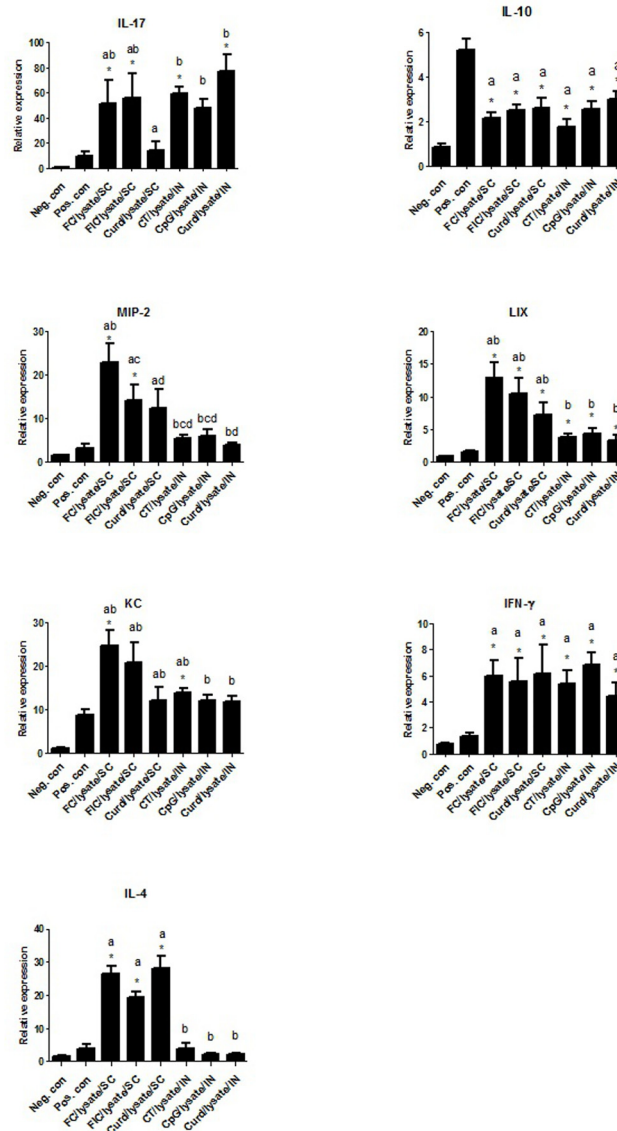 IL-17
Relative expression
100
80
60
40
20
0
ab
*
ab
*
a
b
*
b
b
*
Neg. con
Pos. con
FC/lysate/SC
FIC/lysate/SC
Curd/lysate/SC
CT/lysate/IN
CpG/lysate/IN
Curd/lysate/IN
IL-10
Relative expression
6
4
2
0
a
*
a
*
a
*
a
*
a
*
a
*
Neg. con
Pos. con
FC/lysate/SC
FIC/lysate/SC
Curd/lysate/SC
CT/lysate/IN
CpG/lysate/IN
Curd/lysate/IN
MIP-2
Relative expression
30
20
10
0
ab
*
ac
*
ad
bcd
bcd
bd
Neg. con
Pos. con
FC/lysate/SC
FIC/lysate/SC
Curd/lysate/SC
CT/lysate/IN
CpG/lysate/IN
Curd/lysate/IN
LIX
Relative expression
20
15
10
5
0
ab
*
ab
*
ab
*
b
*
b
*
b
*
Neg. con
Pos. con
FC/lysate/SC
FIC/lysate/SC
Curd/lysate/SC
CT/lysate/IN
CpG/lysate/IN
Curd/lysate/IN
KC
Relative expression
30
20
10
0
ab
*
ab
ab
ab
*
b
b
Neg. con
Pos. con
FC/lysate/SC
FIC/lysate/SC
Curd/lysate/SC
CT/lysate/IN
CpG/lysate/IN
Curd/lysate/IN
IFN-γ
Relative expression
10
8
6
4
2
0
a
*
a
*
a
*
a
*
a
*
a
*
Neg. con
Pos. con
FC/lysate/SC
FIC/lysate/SC
Curd/lysate/SC
CT/lysate/IN
CpG/lysate/IN
Curd/lysate/IN
IL-4
Relative expression
40
30
20
10
0
a
*
a
*
a
*
b
b
b
Neg. con
Pos. con
FC/lysate/SC
FIC/lysate/SC
Curd/lysate/SC
CT/lysate/IN
CpG/lysate/IN
Curd/lysate/IN